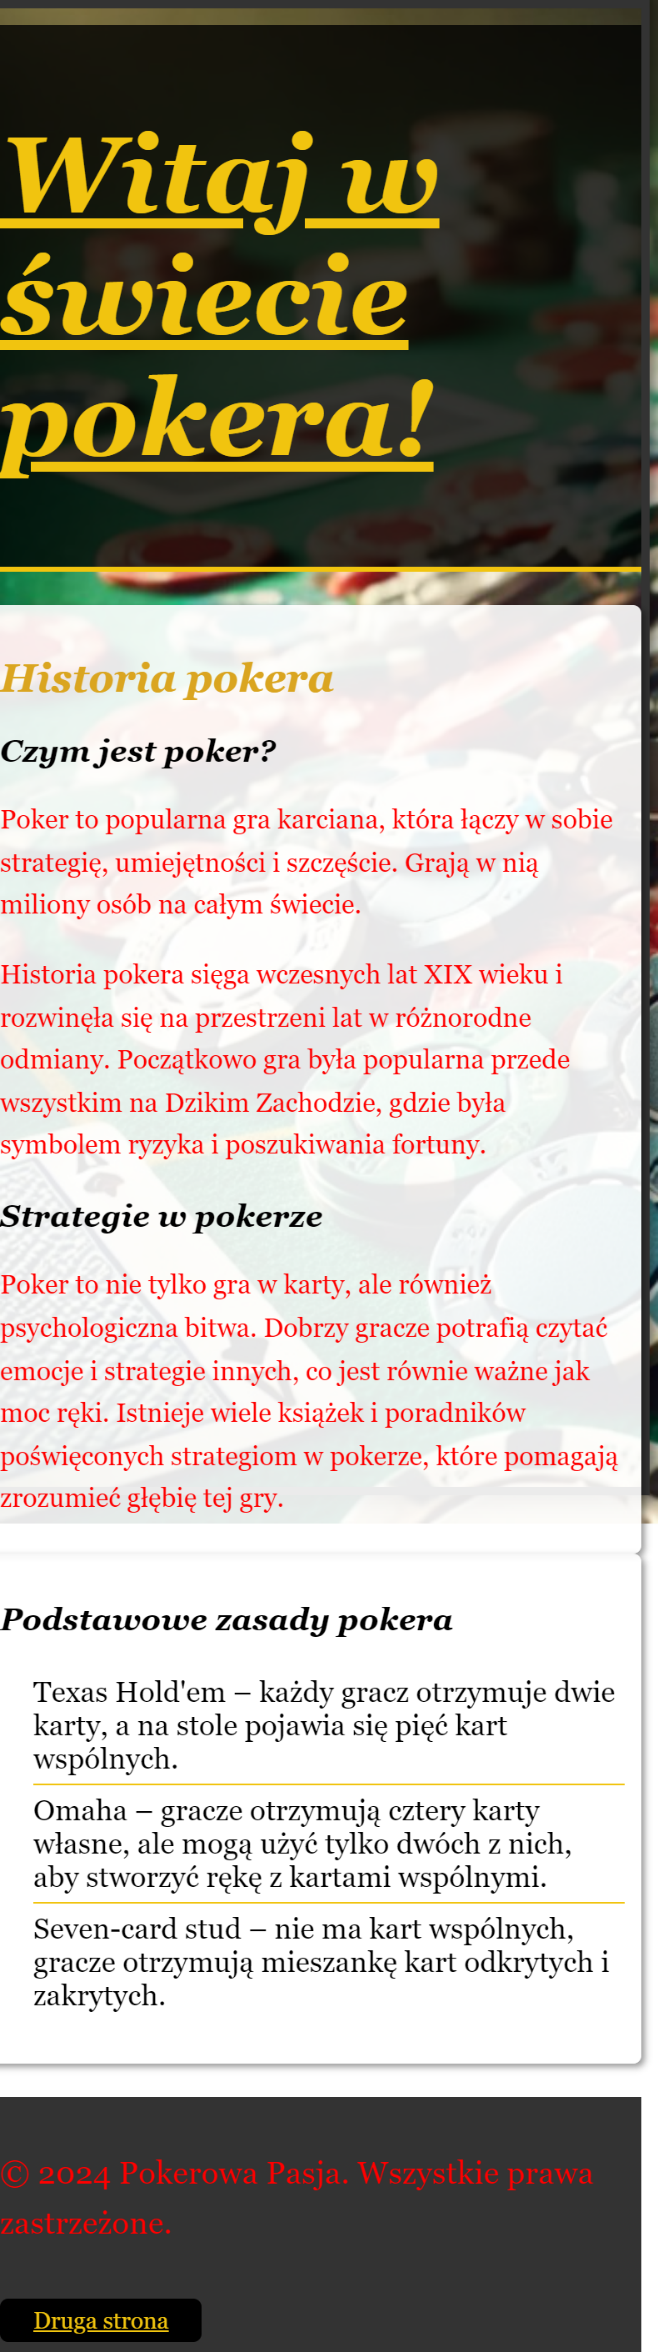 Witaj w
świecie
pokera!
Historia pokera
Czym jest poker?
Poker to popularna gra karciana, która łączy w sobie
strategię, umiejętności i szczęście. Grają w nią
miliony osób na całym świecie.
Historia pokera sięga wczesnych lat XIX wieku i
rozwinęła się na przestrzeni lat w różnorodne
odmiany. Początkowo gra była popularna przede
wszystkim na Dzikim Zachodzie, gdzie była
symbolem ryzyka i poszukiwania fortuny.
Strategie w pokerze
Poker to nie tylko gra w karty, ale również
psychologiczna bitwa. Dobrzy gracze potrafią czytać
emocje i strategie innych, co jest równie ważne jak
moc ręki. Istnieje wiele książek i poradników
poświęconych strategiom w pokerze, które pomagają
zrozumieć głębię tej gry.
Podstawowe zasady pokera
Texas Hold'em – każdy gracz otrzymuje dwie
karty, a na stole pojawia się pięć kart
wspólnych.
Omaha – gracze otrzymują cztery karty
własne, ale mogą użyć tylko dwóch z nich,
aby stworzyć rękę z kartami wspólnymi.
Seven-card stud – nie ma kart wspólnych,
gracze otrzymują mieszankę kart odkrytych i
zakrytych.
© 2024 Pokerowa Pasja. Wszystkie prawa
zastrzeżone.
Druga strona